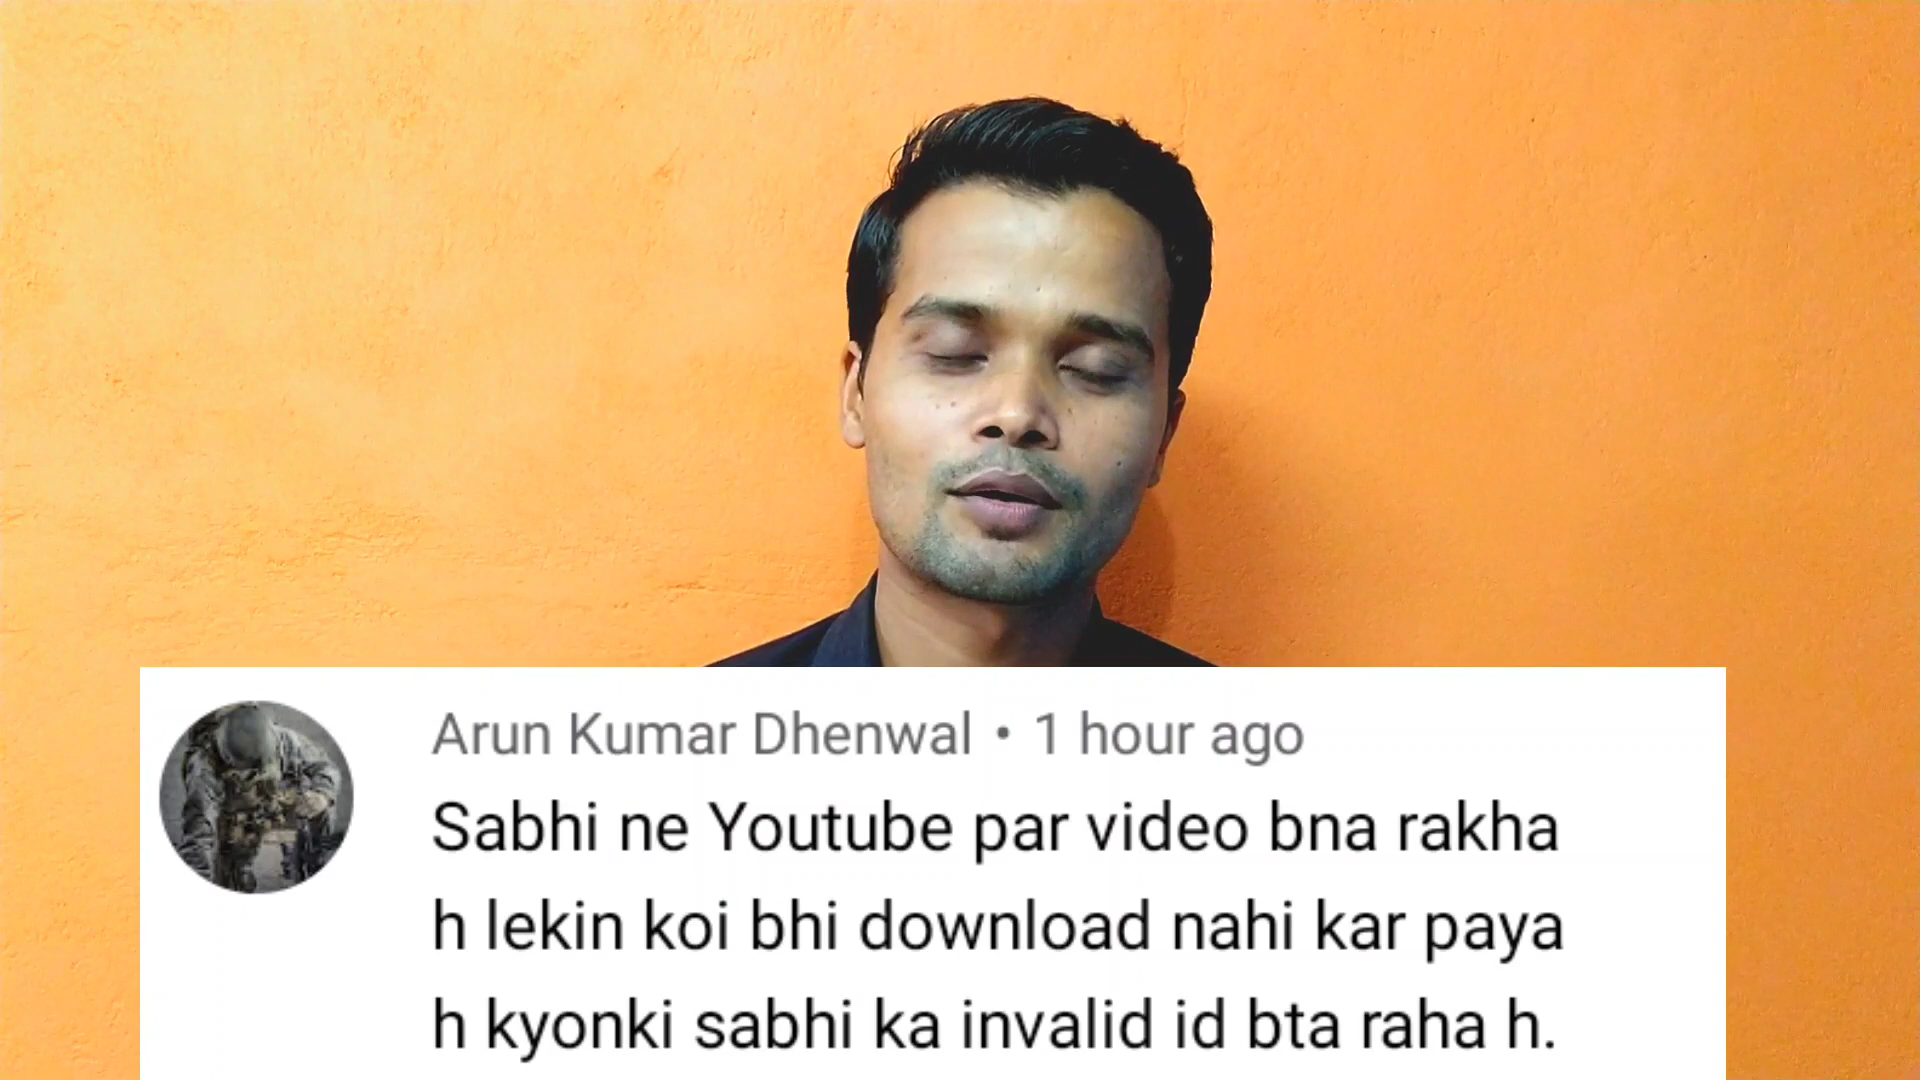 Arun Kumar Dhenwal • 1 hour ago
Sabhi ne Youtube par video bna rakha
h lekin koi bhi download nahi kar paya
h kyonki sabhi ka invalid id bta raha h.